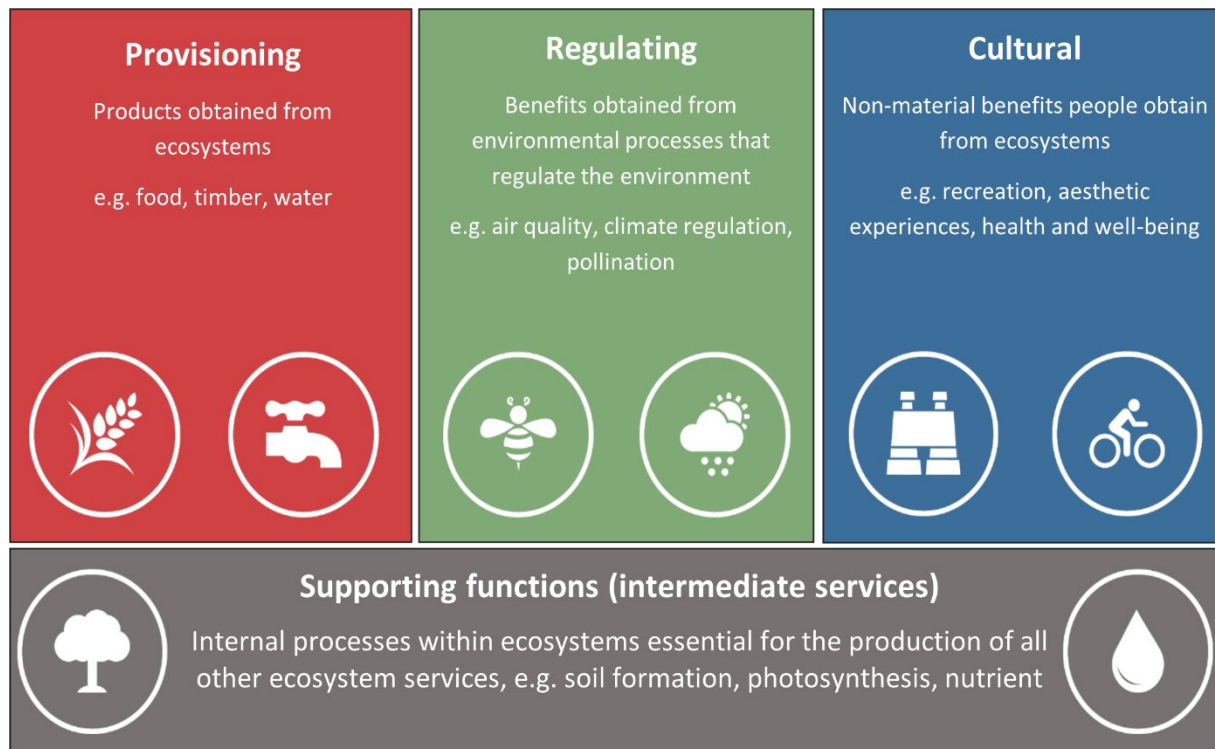 Provisioning
Products obtained from
ecosystems
e.g. food, timber, water
Regulating
Benefits obtained from
environmental processes that
regulate the environment
e.g. air quality, climate regulation,
pollination
Cultural
Non-material benefits people obtain
from ecosystems
e.g. recreation, aesthetic
experiences, health and well-being
Supporting functions (intermediate services)
Internal processes within ecosystems essential for the production of all
other ecosystem services, e.g. soil formation, photosynthesis, nutrient